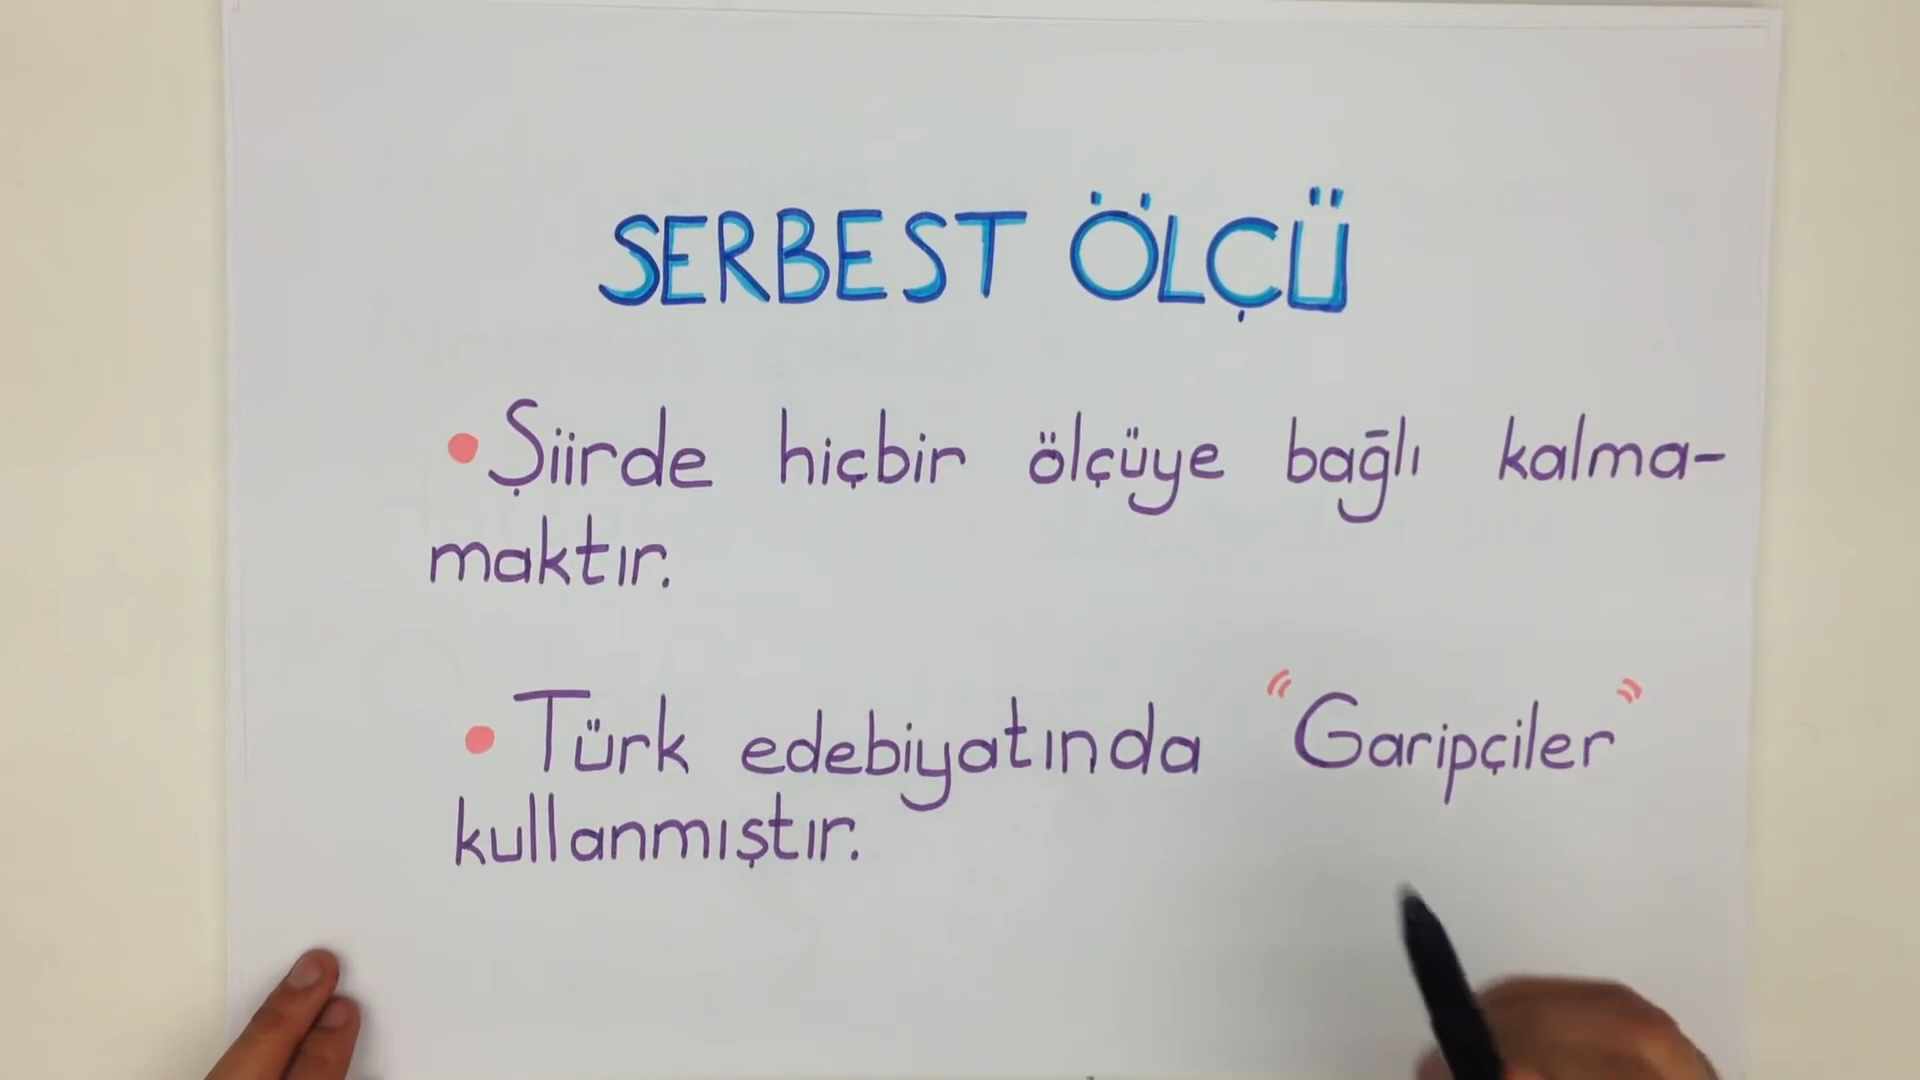 SERBEST ÖLÇÜ
• Şiirde hiçbir ölçüye bağlı kalma-
maktır.
• Türk edebiyatında "Garipçiler"
kullanmıştır.